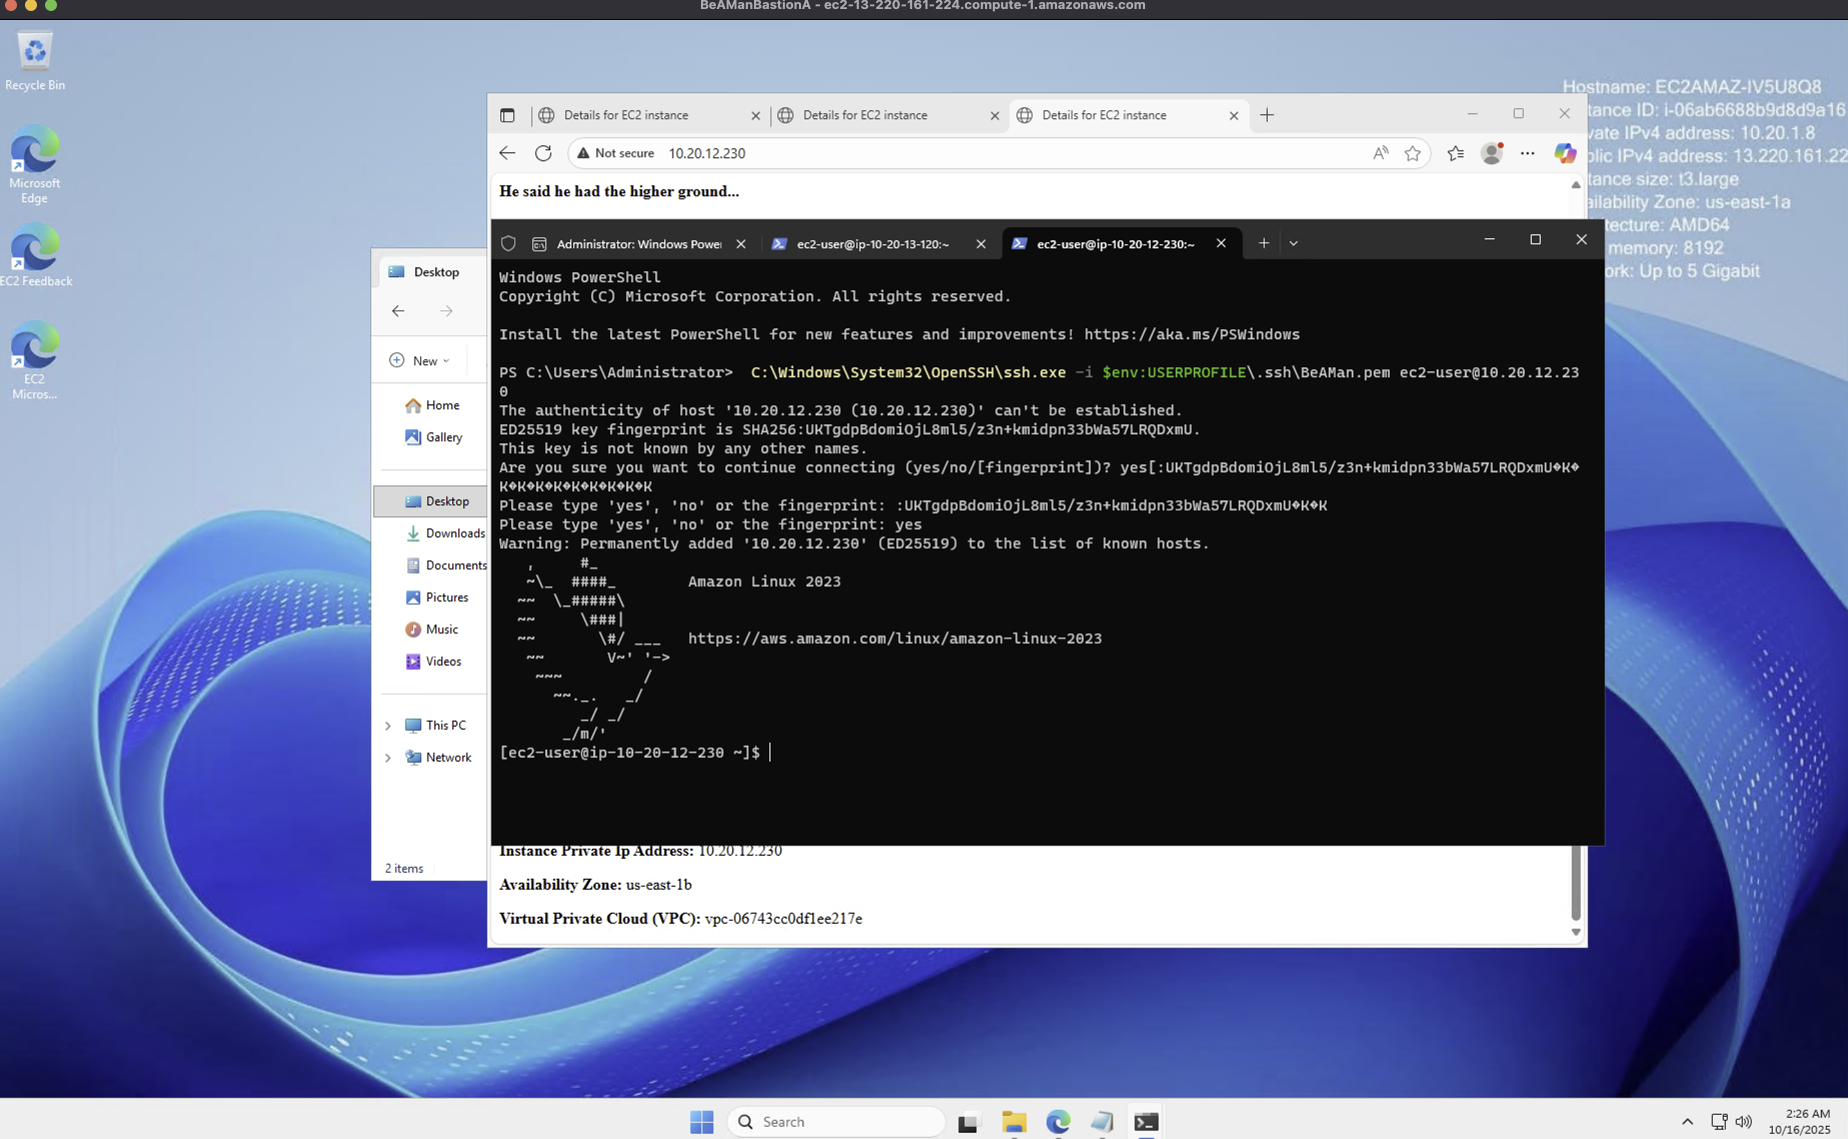 BeAManBastionA - ec2-13-220-161-224.compute-1.amazonaws.com
Recycle Bin
Microsoft
Edge
EC2 Feedback
EC2
Micros...
Hostname: EC2AMAZ-IV5U8Q8
tance ID: i-06ab6688b9d8d9a16
vate IPv4 address: 10.20.1.8
blic IPv4 address: 13.220.161.22
tance size: t3.large
ailability Zone: us-east-1a
tecture: AMD64
memory: 8192
ork: Up to 5 Gigabit
Details for EC2 instance
Details for EC2 instance
Details for EC2 instance
Not secure 10.20.12.230
He said he had the higher ground...
Desktop
New
Home
Gallery
Desktop
Downloads
Documents
Pictures
Music
Videos
This PC
Network
2 items
Administrator: Windows Power
ec2-user@ip-10-20-13-120:~
ec2-user@ip-10-20-12-230:~
Windows PowerShell
Copyright (C) Microsoft Corporation. All rights reserved.
Install the latest PowerShell for new features and improvements! https://aka.ms/PSWindows
PS C:\Users\Administrator>  C:\Windows\System32\OpenSSH\ssh.exe -i $env:USERPROFILE\.ssh\BeAMan.pem ec2-user@10.20.12.23
0
The authenticity of host '10.20.12.230 (10.20.12.230)' can't be established.
ED25519 key fingerprint is SHA256:UKTgdpBdomiOjL8ml5/z3n+kmidpn33bWa57LRQDxmU.
This key is not known by any other names.
Are you sure you want to continue connecting (yes/no/[fingerprint])? yes[:UKTgdpBdomiOjL8ml5/z3n+kmidpn33bWa57LRQDxmU�K�
K�K�K�K�K�K�K�K�K�K
Please type 'yes', 'no' or the fingerprint: :UKTgdpBdomiOjL8ml5/z3n+kmidpn33bWa57LRQDxmU�K�K
Please type 'yes', 'no' or the fingerprint: yes
Warning: Permanently added '10.20.12.230' (ED25519) to the list of known hosts.
   ,     #_
   ~\_  ####_        Amazon Linux 2023
  ~~  \_#####\
  ~~     \###|
  ~~       \#/ ___   https://aws.amazon.com/linux/amazon-linux-2023
   ~~       V~' '->
    ~~~         /
      ~~._.   _/
         _/ _/
       _/m/'
[ec2-user@ip-10-20-12-230 ~]$
Instance Private Ip Address: 10.20.12.230
Availability Zone: us-east-1b
Virtual Private Cloud (VPC): vpc-06743cc0df1ee217e
Search
2:26 AM
10/16/2025